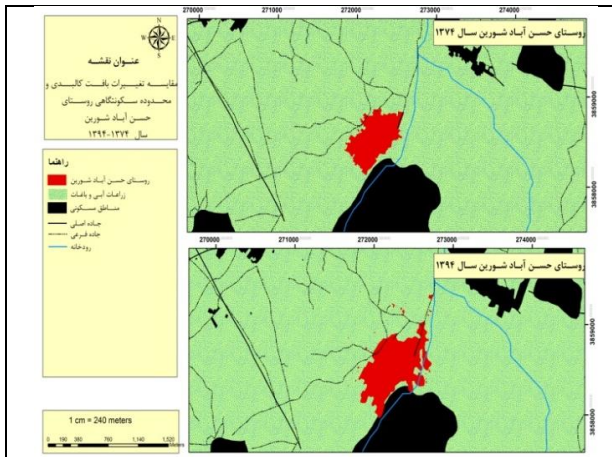 N
W E
S
عنوان نقشه
مقایسه تغییرات بافت کالبدی و
محدوده سکونتگاهی روستای
حسن آباد شورین
سال ۱۳۷۴-۱۳۹۴
راهنما
روستای حسن آباد شورین
زراعات آبی و باغات
مناطق مسکونی
جاده اصلی
جاده فرعی
رودخانه
1 cm = 240 meters
0 190 380 760 1,140 1,520
Meters
270000 271000 272000 273000 274000
روستای حسن آباد شورین سال ۱۳۷۴
3859000
3858000
270000 271000 272000 273000 274000
روستای حسن آباد شورین سال ۱۳۹۴
3859000
3858000